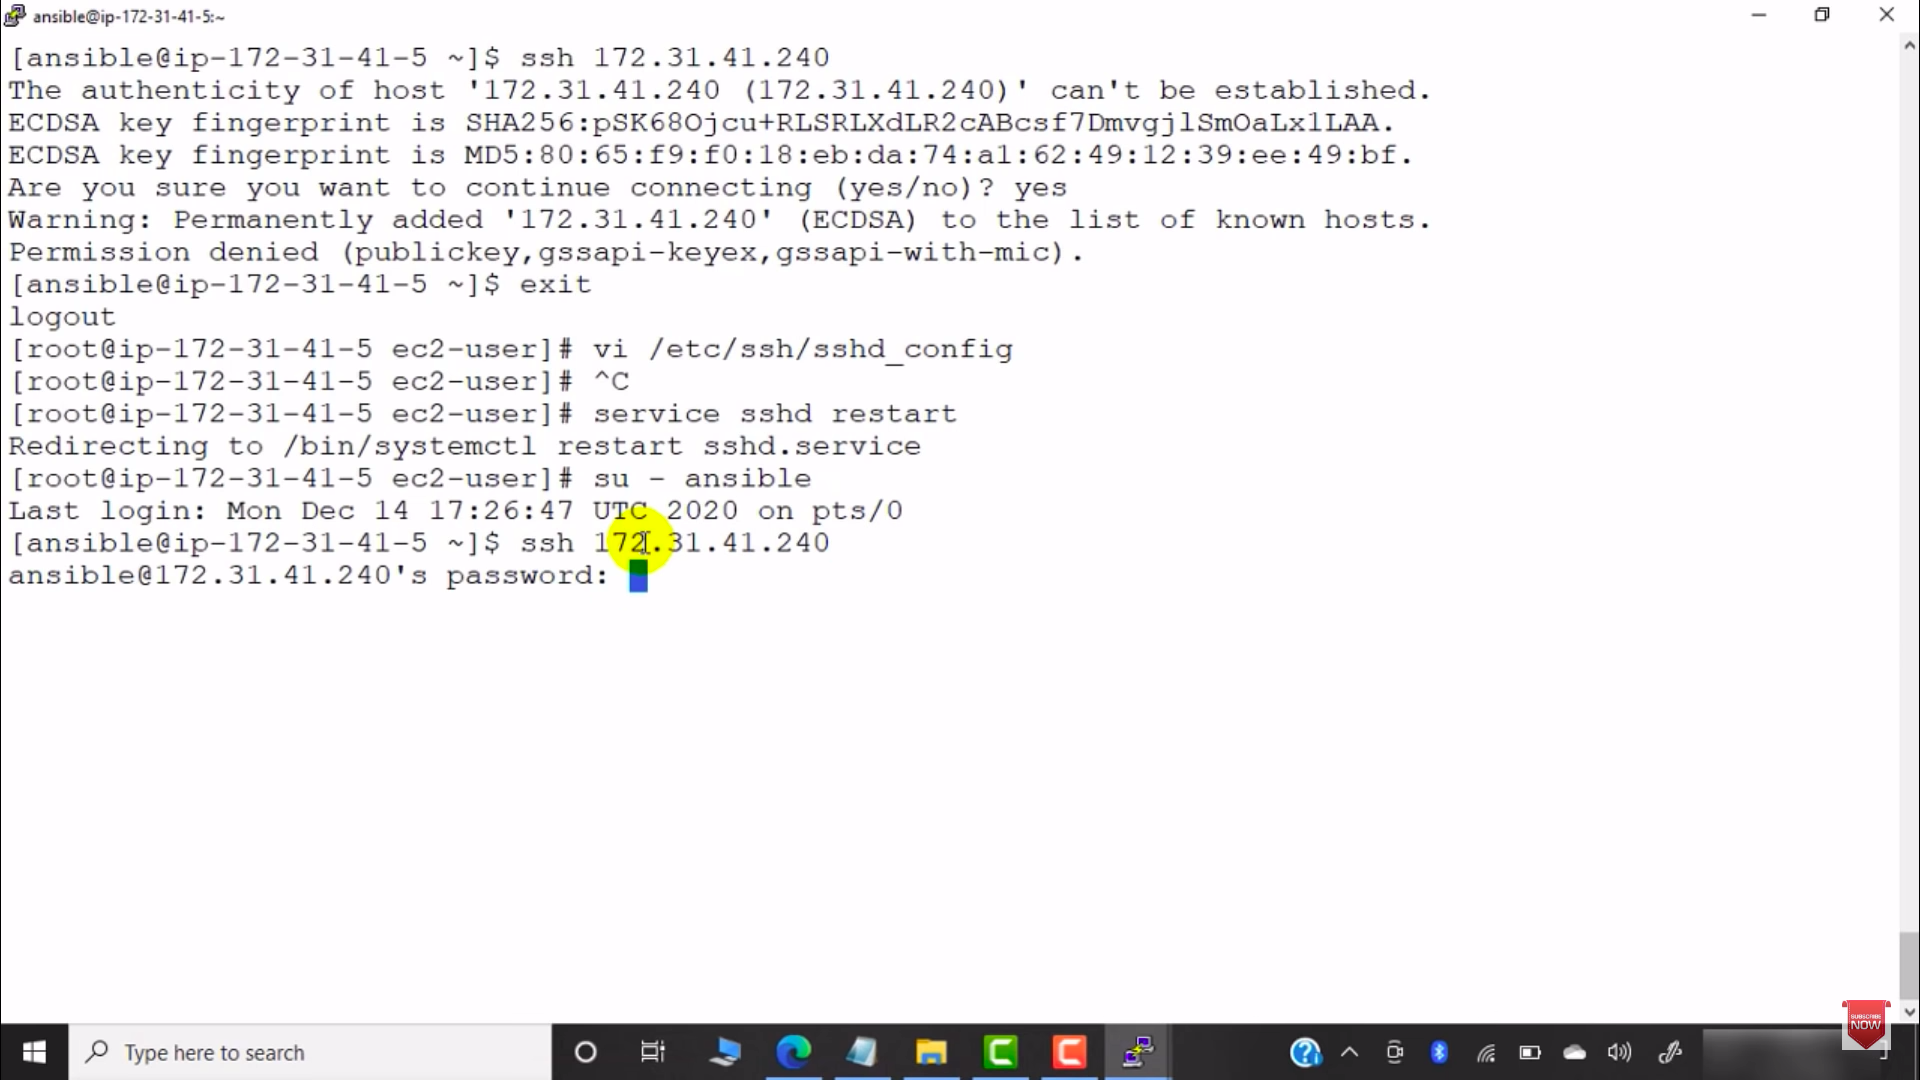 ansible@ip-172-31-41-5:~
[ansible@ip-172-31-41-5 ~]$ ssh 172.31.41.240
The authenticity of host '172.31.41.240 (172.31.41.240)' can't be established.
ECDSA key fingerprint is SHA256:pSK68Ojcu+RLSRLXdLR2cABcsf7DmvgjlSmOaLx1LAA.
ECDSA key fingerprint is MD5:80:65:f9:f0:18:eb:da:74:a1:62:49:12:39:ee:49:bf.
Are you sure you want to continue connecting (yes/no)? yes
Warning: Permanently added '172.31.41.240' (ECDSA) to the list of known hosts.
Permission denied (publickey,gssapi-keyex,gssapi-with-mic).
[ansible@ip-172-31-41-5 ~]$ exit
logout
[root@ip-172-31-41-5 ec2-user]# vi /etc/ssh/sshd_config
[root@ip-172-31-41-5 ec2-user]# ^C
[root@ip-172-31-41-5 ec2-user]# service sshd restart
Redirecting to /bin/systemctl restart sshd.service
[root@ip-172-31-41-5 ec2-user]# su - ansible
Last login: Mon Dec 14 17:26:47 UTC 2020 on pts/0
[ansible@ip-172-31-41-5 ~]$ ssh 172.31.41.240
ansible@172.31.41.240's password:
SUBSCRIBE
NOW
Type here to search